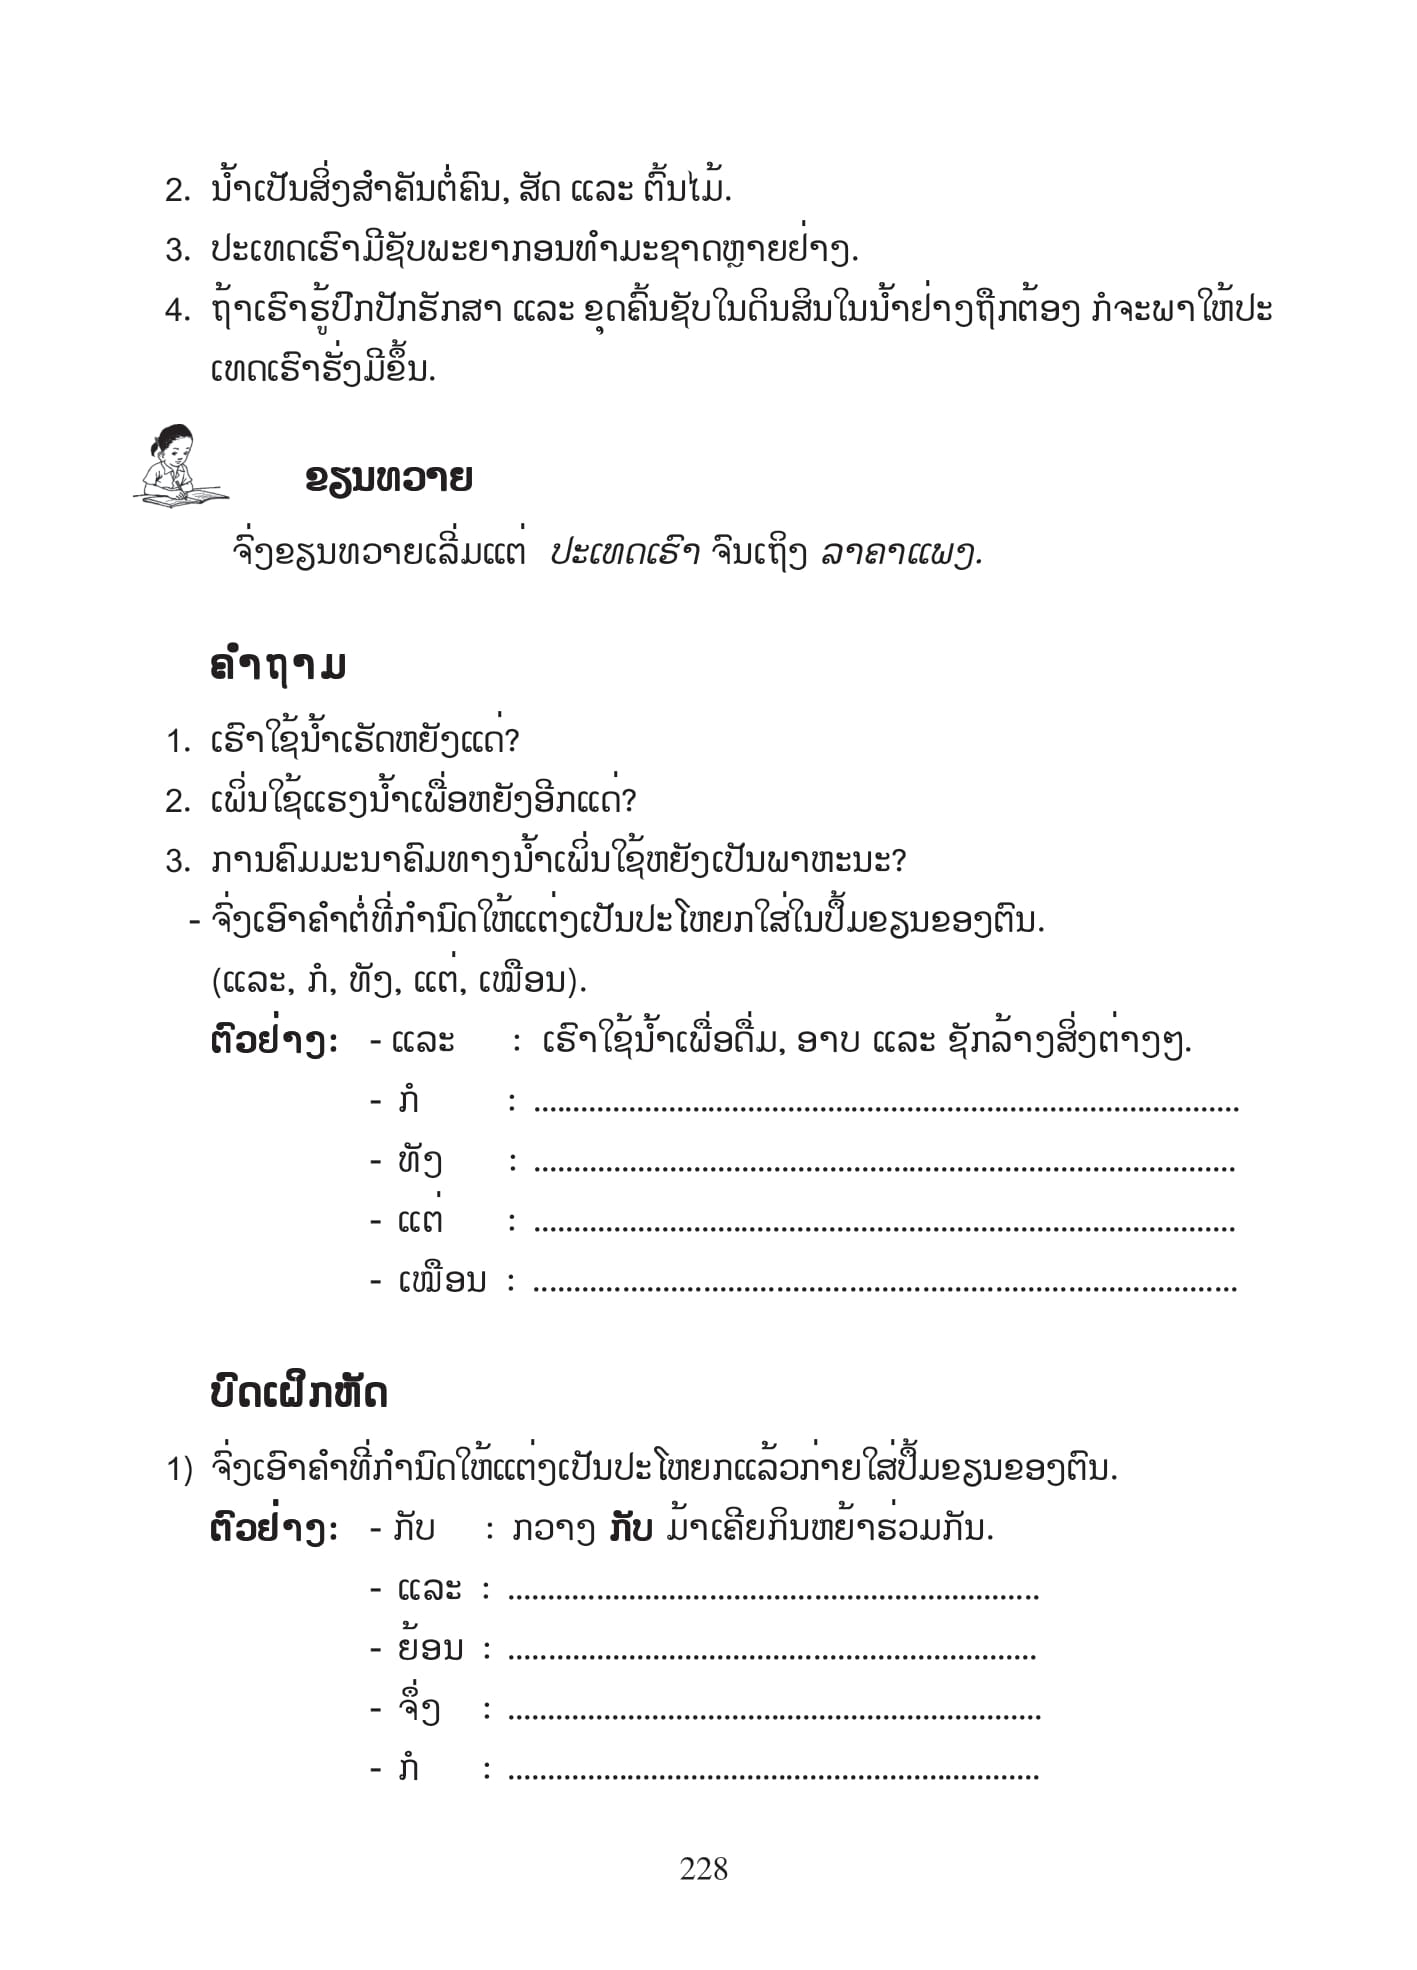 2. ນ້ຳເປັນສິ່ງສຳຄັນຕໍ່ຄົນ, ສັດ ແລະ ຕົ້ນໄມ້.
3. ປະເທດເຮົາມີຊັບພະຍາກອນທຳມະຊາດຫຼາຍຢ່າງ.
4. ຖ້າເຮົາຮູ້ປົກປັກຮັກສາ ແລະ ຂຸດຄົ້ນຊັບໃນດິນສິນໃນນ້ຳຢ່າງຖືກຕ້ອງ ກໍຈະພາໃຫ້ປະ
ເທດເຮົາຮັ່ງມີຂຶ້ນ.
ຂຽນທວາຍ
ຈົ່ງຂຽນທວາຍເລີ່ມແຕ່ ປະເທດເຮົາ ຈົນເຖິງ ລາຄາແພງ.
ຄຳຖາມ
1. ເຮົາໃຊ້ນ້ຳເຮັດຫຍັງແດ່?
2. ເພິ່ນໃຊ້ແຮງນ້ຳເພື່ອຫຍັງອີກແດ່?
3. ການຄົມມະນາຄົມທາງນ້ຳເພິ່ນໃຊ້ຫຍັງເປັນພາຫະນະ?
- ຈົ່ງເອົາຄຳຕໍ່ທີ່ກຳນົດໃຫ້ແຕ່ງເປັນປະໂຫຍກໃສ່ໃນປຶ້ມຂຽນຂອງຕົນ.
(ແລະ, ກໍ, ທັງ, ແຕ່, ເໝືອນ).
ຕົວຢ່າງ: - ແລະ : ເຮົາໃຊ້ນ້ຳເພື່ອດື່ມ, ອາບ ແລະ ຊັກລ້າງສິ່ງຕ່າງໆ.
- ກໍ : ..........................................................................................
- ທັງ : ..........................................................................................
- ແຕ່ : ..........................................................................................
- ເໝືອນ : ..........................................................................................
ບົດເຝິກຫັດ
1) ຈົ່ງເອົາຄຳທີ່ກຳນົດໃຫ້ແຕ່ງເປັນປະໂຫຍກແລ້ວກ່າຍໃສ່ປຶ້ມຂຽນຂອງຕົນ.
ຕົວຢ່າງ: - ກັບ : ກວາງ ກັບ ມ້າເຄີຍກິນຫຍ້າຮ່ວມກັນ.
- ແລະ : ...................................................................
- ຍ້ອນ : ...................................................................
- ຈຶ່ງ : ...................................................................
- ກໍ : ...................................................................
228